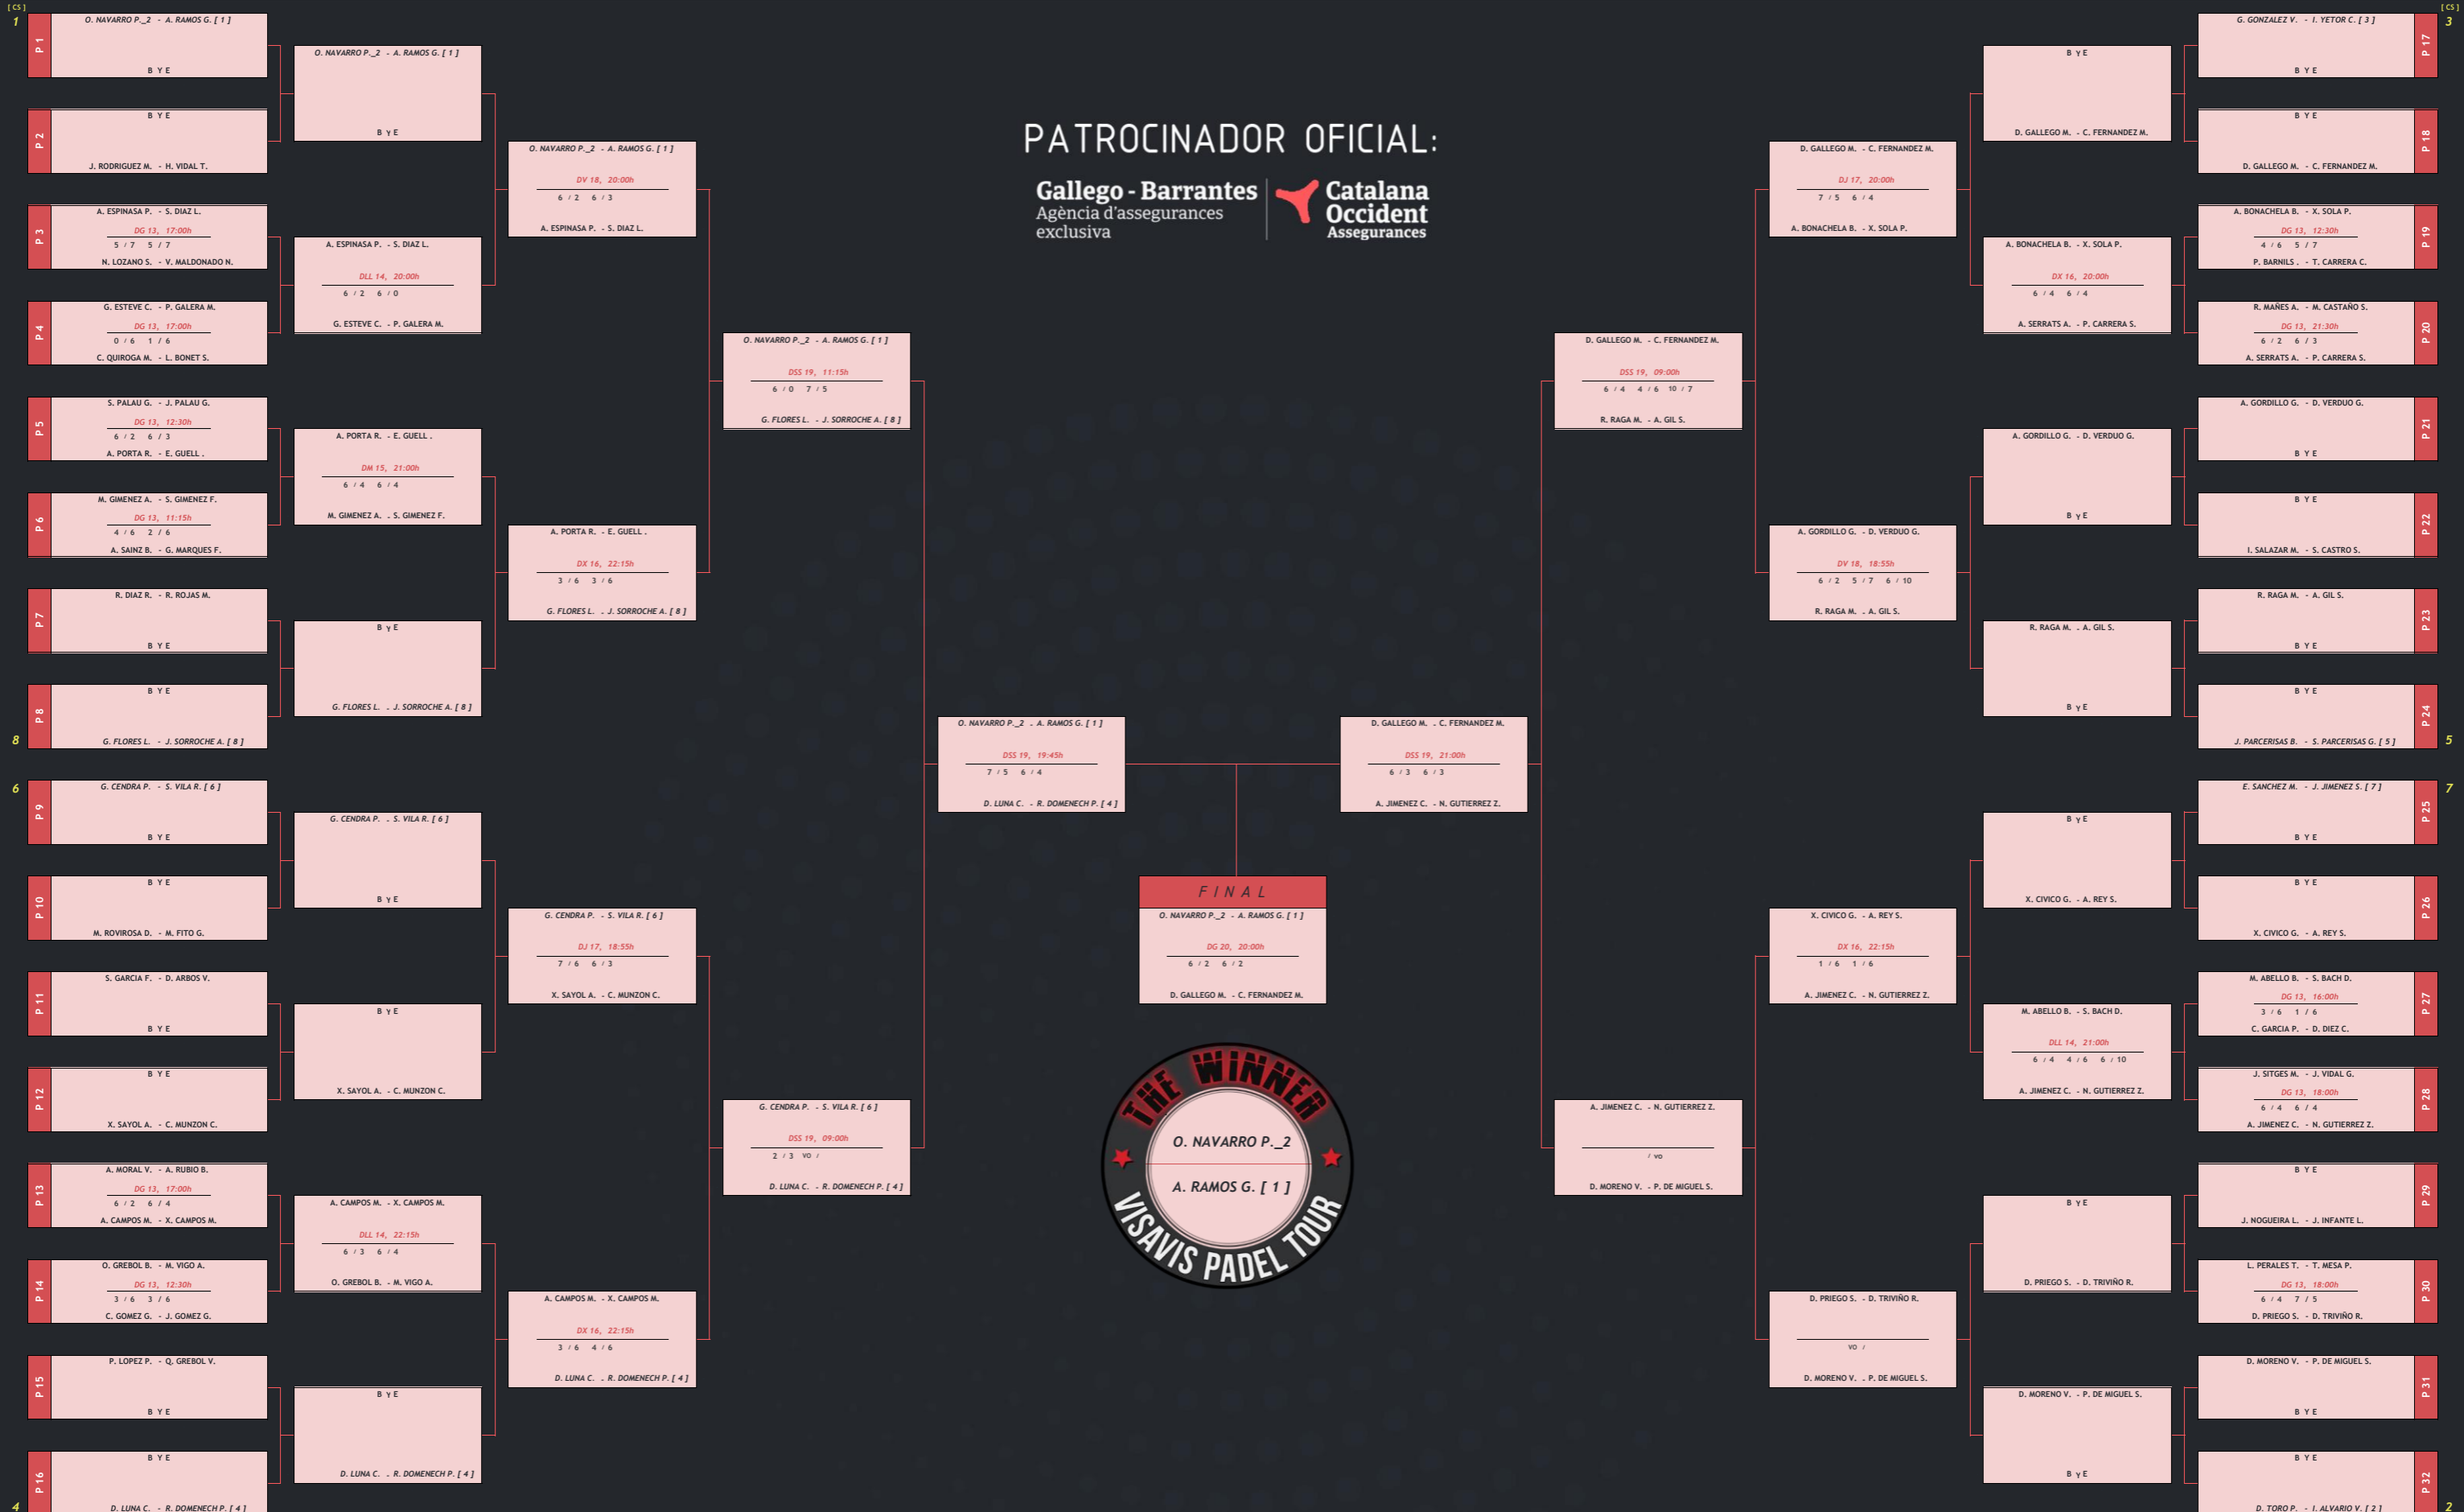 [ CS ]
1
P 1
O. NAVARRO P._2 - A. RAMOS G. [ 1 ]
B Y E
P 2
B Y E
J. RODRIGUEZ M. - H. VIDAL T.
P 3
A. ESPINASA P. - S. DIAZ L.
DG 13, 17:00h
5 / 7 5 / 7
N. LOZANO S. - V. MALDONADO N.
P 4
G. ESTEVE C. - P. GALERA M.
DG 13, 17:00h
0 / 6 1 / 6
C. QUIROGA M. - L. BONET S.
P 5
S. PALAU G. - J. PALAU G.
DG 13, 12:30h
6 / 2 6 / 3
A. PORTA R. - E. GUELL .
P 6
M. GIMENEZ A. - S. GIMENEZ F.
DG 13, 11:15h
4 / 6 2 / 6
A. SAINZ B. - G. MARQUES F.
P 7
R. DIAZ R. - R. ROJAS M.
B Y E
P 8
B Y E
G. FLORES L. - J. SORROCHE A. [ 8 ]
8
6
P 9
G. CENDRA P. - S. VILA R. [ 6 ]
B Y E
P 10
B Y E
M. ROVIROSA D. - M. FITO G.
P 11
S. GARCIA F. - D. ARBOS V.
B Y E
P 12
B Y E
X. SAYOL A. - C. MUNZON C.
P 13
A. MORAL V. - A. RUBIO B.
DG 13, 17:00h
6 / 2 6 / 4
A. CAMPOS M. - X. CAMPOS M.
P 14
O. GREBOL B. - M. VIGO A.
DG 13, 12:30h
3 / 6 3 / 6
C. GOMEZ G. - J. GOMEZ G.
P 15
P. LOPEZ P. - Q. GREBOL V.
B Y E
P 16
B Y E
D. LUNA C. - R. DOMENECH P. [ 4 ]
4
O. NAVARRO P._2 - A. RAMOS G. [ 1 ]
B Y E
A. ESPINASA P. - S. DIAZ L.
DLL 14, 20:00h
6 / 2 6 / 0
G. ESTEVE C. - P. GALERA M.
A. PORTA R. - E. GUELL .
DM 15, 21:00h
6 / 4 6 / 4
M. GIMENEZ A. - S. GIMENEZ F.
B Y E
G. FLORES L. - J. SORROCHE A. [ 8 ]
G. CENDRA P. - S. VILA R. [ 6 ]
B Y E
B Y E
X. SAYOL A. - C. MUNZON C.
A. CAMPOS M. - X. CAMPOS M.
DLL 14, 22:15h
6 / 3 6 / 4
O. GREBOL B. - M. VIGO A.
B Y E
D. LUNA C. - R. DOMENECH P. [ 4 ]
O. NAVARRO P._2 - A. RAMOS G. [ 1 ]
DV 18, 20:00h
6 / 2 6 / 3
A. ESPINASA P. - S. DIAZ L.
A. PORTA R. - E. GUELL .
DX 16, 22:15h
3 / 6 3 / 6
G. FLORES L. - J. SORROCHE A. [ 8 ]
G. CENDRA P. - S. VILA R. [ 6 ]
DJ 17, 18:55h
7 / 6 6 / 3
X. SAYOL A. - C. MUNZON C.
A. CAMPOS M. - X. CAMPOS M.
DX 16, 22:15h
3 / 6 4 / 6
D. LUNA C. - R. DOMENECH P. [ 4 ]
O. NAVARRO P._2 - A. RAMOS G. [ 1 ]
DSS 19, 11:15h
6 / 0 7 / 5
G. FLORES L. - J. SORROCHE A. [ 8 ]
G. CENDRA P. - S. VILA R. [ 6 ]
DSS 19, 09:00h
2 / 3 VO /
D. LUNA C. - R. DOMENECH P. [ 4 ]
O. NAVARRO P._2 - A. RAMOS G. [ 1 ]
DSS 19, 19:45h
7 / 5 6 / 4
D. LUNA C. - R. DOMENECH P. [ 4 ]
PATROCINADOR OFICIAL:
Gallego - Barrantes
Agència d'assegurances
exclusiva
Catalana
Occident
Assegurances
F I N A L
O. NAVARRO P._2 - A. RAMOS G. [ 1 ]
DG 20, 20:00h
6 / 2 6 / 2
D. GALLEGO M. - C. FERNANDEZ M.
THE WINNER
O. NAVARRO P._2
A. RAMOS G. [ 1 ]
VISAVIS PADEL TOUR
D. GALLEGO M. - C. FERNANDEZ M.
DSS 19, 21:00h
6 / 3 6 / 3
A. JIMENEZ C. - N. GUTIERREZ Z.
D. GALLEGO M. - C. FERNANDEZ M.
DSS 19, 09:00h
6 / 4 4 / 6 10 / 7
R. RAGA M. - A. GIL S.
A. JIMENEZ C. - N. GUTIERREZ Z.
/ VO
D. MORENO V. - P. DE MIGUEL S.
D. GALLEGO M. - C. FERNANDEZ M.
DJ 17, 20:00h
7 / 5 6 / 4
A. BONACHELA B. - X. SOLA P.
A. GORDILLO G. - D. VERDUO G.
DV 18, 18:55h
6 / 2 5 / 7 6 / 10
R. RAGA M. - A. GIL S.
X. CIVICO G. - A. REY S.
DX 16, 22:15h
1 / 6 1 / 6
A. JIMENEZ C. - N. GUTIERREZ Z.
D. PRIEGO S. - D. TRIVIÑO R.
VO /
D. MORENO V. - P. DE MIGUEL S.
B Y E
D. GALLEGO M. - C. FERNANDEZ M.
A. BONACHELA B. - X. SOLA P.
DX 16, 20:00h
6 / 4 6 / 4
A. SERRATS A. - P. CARRERA S.
A. GORDILLO G. - D. VERDUO G.
B Y E
R. RAGA M. - A. GIL S.
B Y E
B Y E
X. CIVICO G. - A. REY S.
M. ABELLO B. - S. BACH D.
DLL 14, 21:00h
6 / 4 4 / 6 6 / 10
A. JIMENEZ C. - N. GUTIERREZ Z.
B Y E
D. PRIEGO S. - D. TRIVIÑO R.
D. MORENO V. - P. DE MIGUEL S.
B Y E
[ CS ]
3
G. GONZALEZ V. - I. YETOR C. [ 3 ]
B Y E
P 17
B Y E
D. GALLEGO M. - C. FERNANDEZ M.
P 18
A. BONACHELA B. - X. SOLA P.
DG 13, 12:30h
4 / 6 5 / 7
P. BARNILS . - T. CARRERA C.
P 19
R. MAÑES A. - M. CASTAÑO S.
DG 13, 21:30h
6 / 2 6 / 3
A. SERRATS A. - P. CARRERA S.
P 20
A. GORDILLO G. - D. VERDUO G.
B Y E
P 21
B Y E
I. SALAZAR M. - S. CASTRO S.
P 22
R. RAGA M. - A. GIL S.
B Y E
P 23
B Y E
J. PARCERISAS B. - S. PARCERISAS G. [ 5 ]
P 24
5
7
E. SANCHEZ M. - J. JIMENEZ S. [ 7 ]
B Y E
P 25
B Y E
X. CIVICO G. - A. REY S.
P 26
M. ABELLO B. - S. BACH D.
DG 13, 16:00h
3 / 6 1 / 6
C. GARCIA P. - D. DIEZ C.
P 27
J. SITGES M. - J. VIDAL G.
DG 13, 18:00h
6 / 4 6 / 4
A. JIMENEZ C. - N. GUTIERREZ Z.
P 28
B Y E
J. NOGUEIRA L. - J. INFANTE L.
P 29
L. PERALES T. - T. MESA P.
DG 13, 18:00h
6 / 4 7 / 5
D. PRIEGO S. - D. TRIVIÑO R.
P 30
D. MORENO V. - P. DE MIGUEL S.
B Y E
P 31
B Y E
D. TORO P. - I. ALVARIO V. [ 2 ]
P 32
2